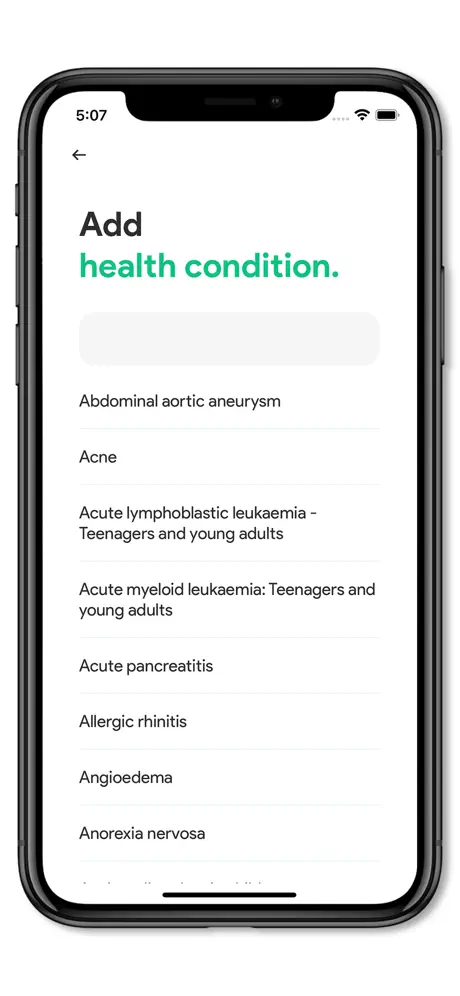 5:07
Add
health condition.
Abdominal aortic aneurysm
Acne
Acute lymphoblastic leukaemia -
Teenagers and young adults
Acute myeloid leukaemia: Teenagers and
young adults
Acute pancreatitis
Allergic rhinitis
Angioedema
Anorexia nervosa